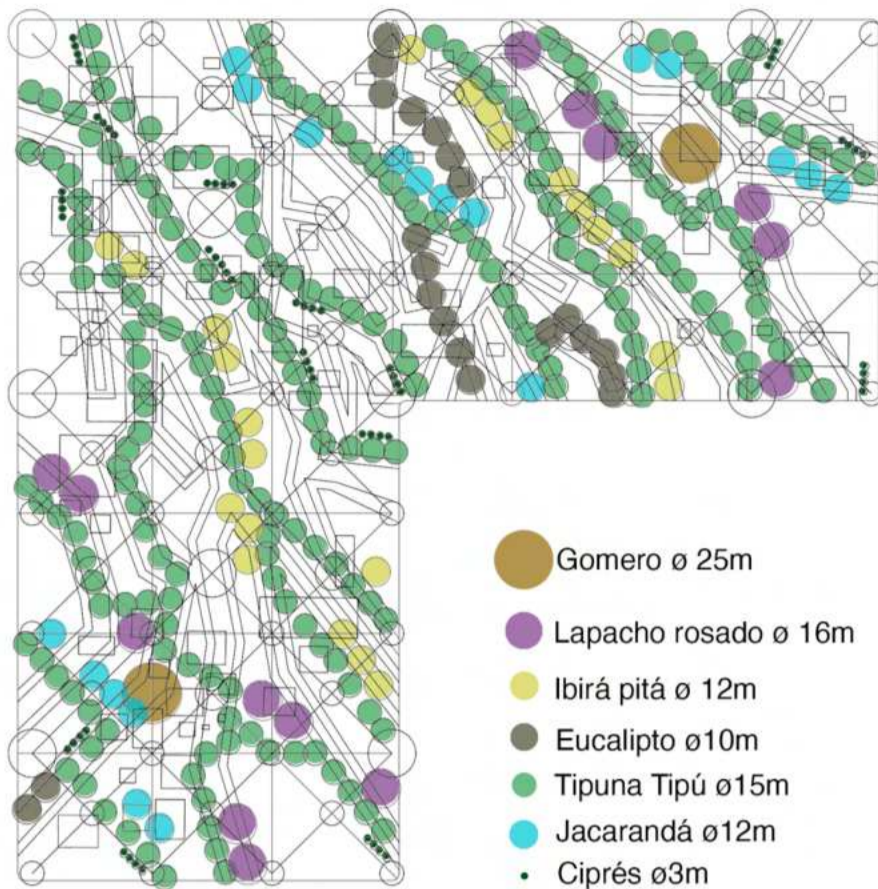 Gomero ø 25m
Lapacho rosado ø 16m
Ibirá pitá ø 12m
Eucalipto ø10m
Tipuna Tipú ø15m
Jacarandá ø12m
Ciprés ø3m